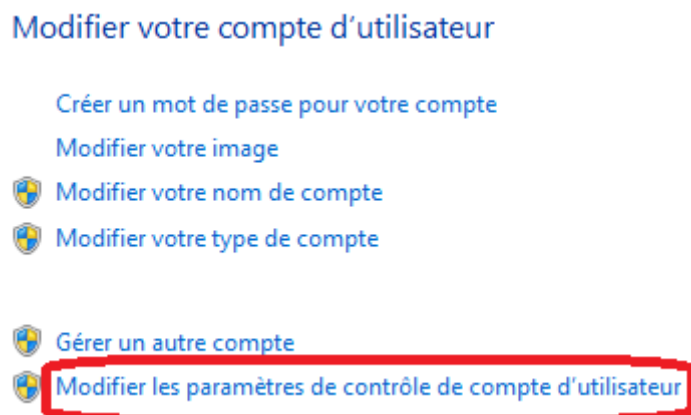 Modifier votre compte d'utilisateur
Créer un mot de passe pour votre compte
Modifier votre image
Modifier votre nom de compte
Modifier votre type de compte
Gérer un autre compte
Modifier les paramètres de contrôle de compte d'utilisateur